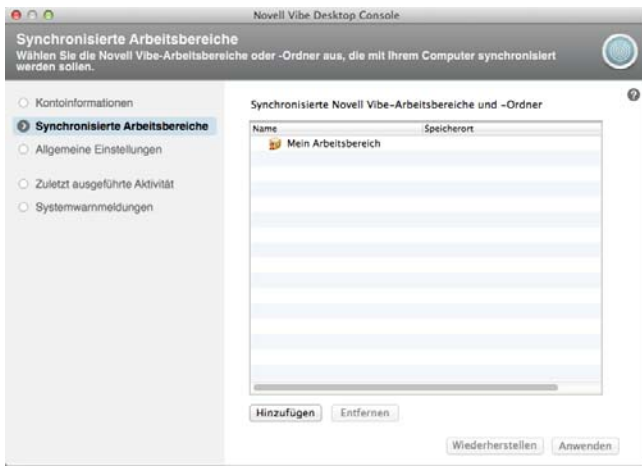 Novell Vibe Desktop Console
Synchronisierte Arbeitsbereiche
Wählen Sie die Novell Vibe-Arbeitsbereiche oder -Ordner aus, die mit Ihrem Computer synchronisiert
werden sollen.
Kontoinformationen
Synchronisierte Arbeitsbereiche
Allgemeine Einstellungen
Zuletzt ausgeführte Aktivität
Systemwarnmeldungen
?
Synchronisierte Novell Vibe-Arbeitsbereiche und -Ordner
Name Speicherort
Mein Arbeitsbereich
Hinzufügen Entfernen
Wiederherstellen Anwenden